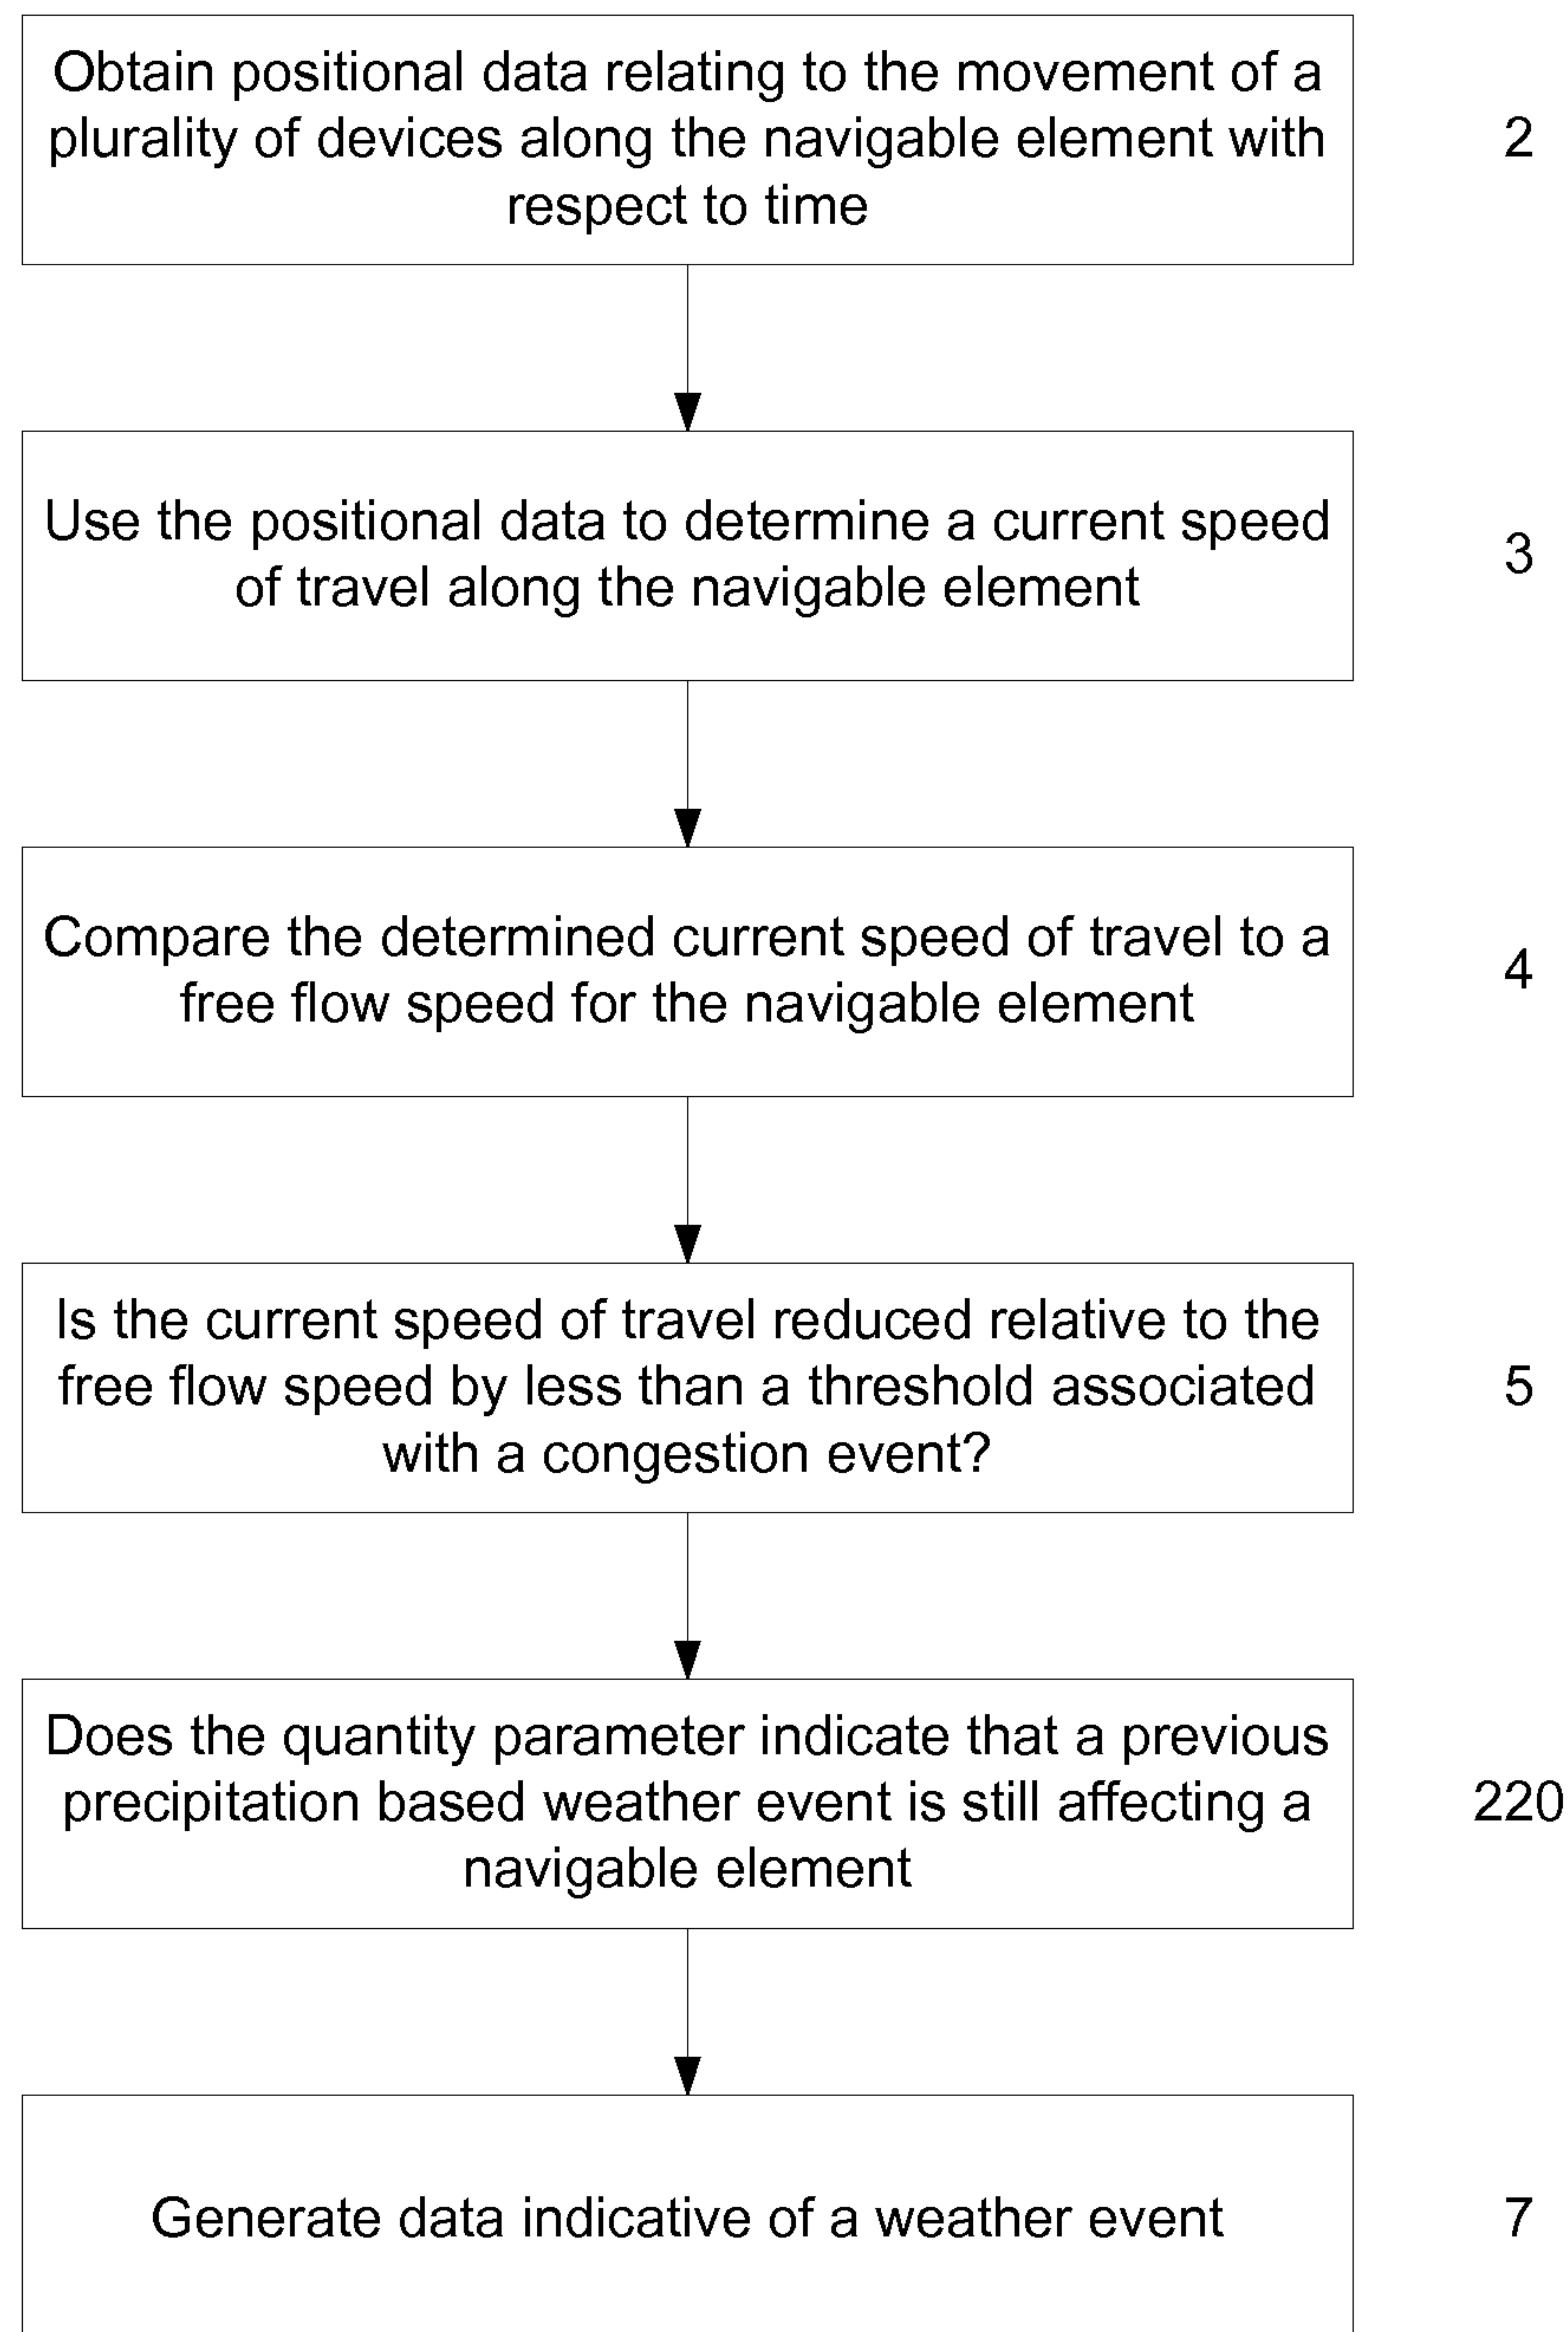 Obtain positional data relating to the movement of a
plurality of devices along the navigable element with
respect to time
2
Use the positional data to determine a current speed
of travel along the navigable element
3
Compare the determined current speed of travel to a
free flow speed for the navigable element
4
Is the current speed of travel reduced relative to the
free flow speed by less than a threshold associated
with a congestion event?
5
Does the quantity parameter indicate that a previous
precipitation based weather event is still affecting a
navigable element
220
Generate data indicative of a weather event
7